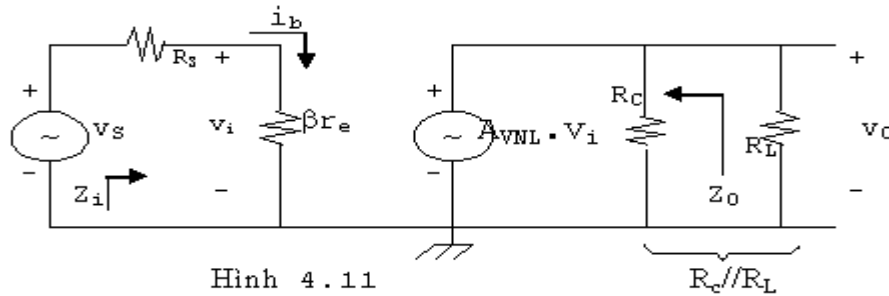 i_b
R_S
+
+
+
+
R_C
v_S
v_i
βr_e
A_VNL.V_i
R_L
v_O
-
-
-
-
Z_i
Z_O
Hình 4.11
R_c//R_L